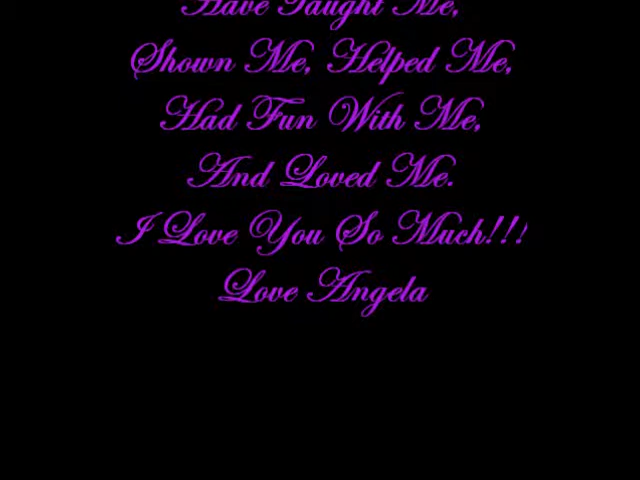 Have Taught Me,
Shown Me, Helped Me,
Had Fun With Me,
And Loved Me.
I Love You So Much!!!
Love Angela